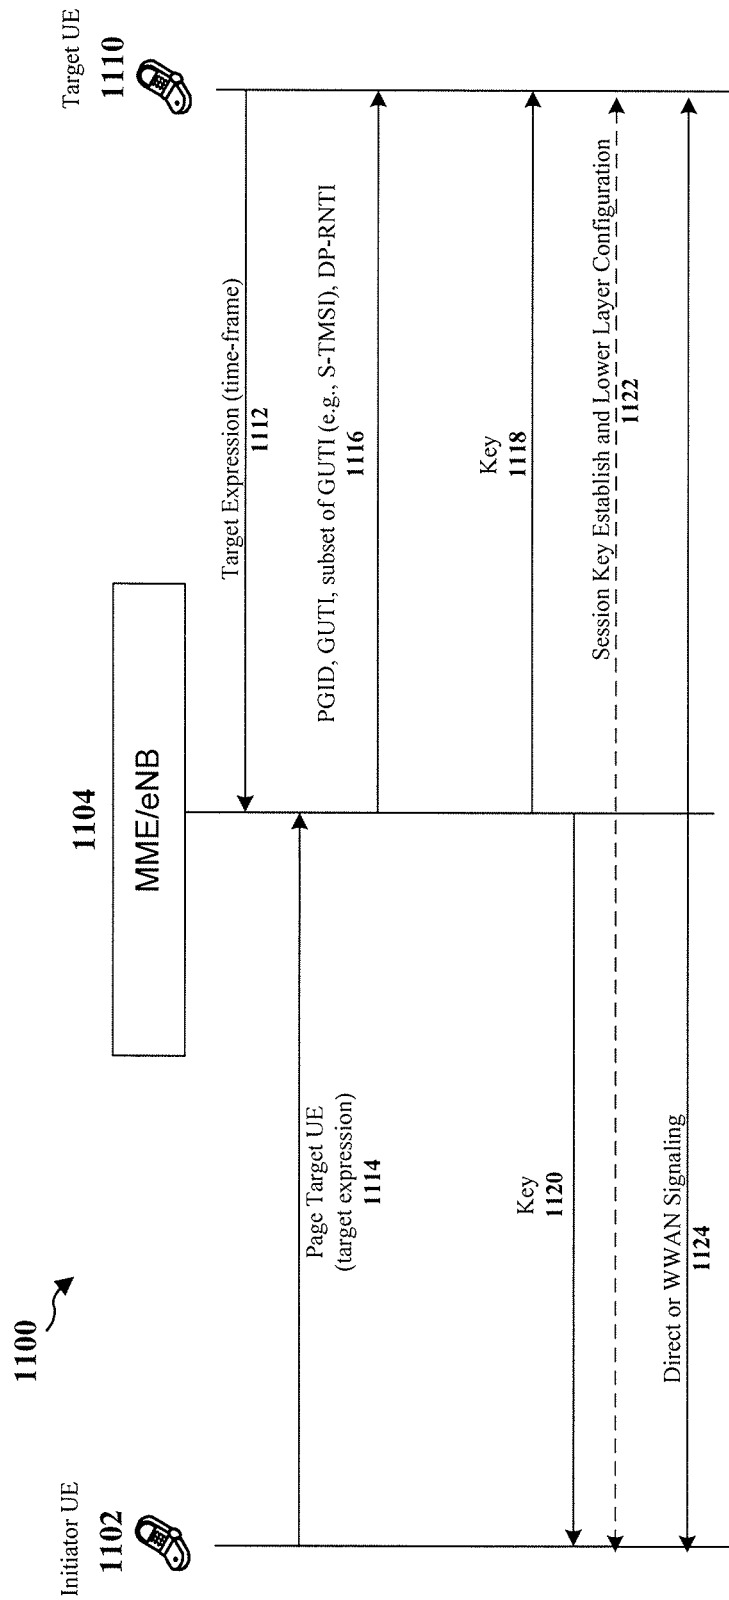 1100
Initiator UE
1102
1104
MME/eNB
Target UE
1110
Target Expression (time-frame)
1112
Page Target UE
(target expression)
1114
PGID, GUTI, subset of GUTI (e.g., S-TMSI), DP-RNTI
1116
Key
1118
Key
1120
Session Key Establish and Lower Layer Configuration
1122
Direct or WWAN Signaling
1124